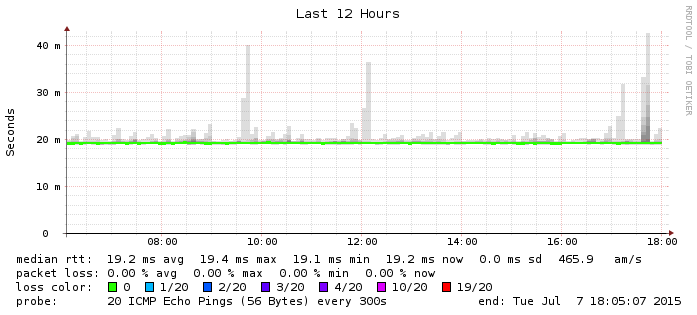 Last 12 Hours
RRDTOOL / TOBI OETIKER
Seconds
40 m
30 m
20 m
10 m
0
08:00 10:00 12:00 14:00 16:00 18:00
median rtt: 19.2 ms avg 19.4 ms max 19.1 ms min 19.2 ms now 0.0 ms sd 465.9 am/s
packet loss: 0.00 % avg 0.00 % max 0.00 % min 0.00 % now
loss color: 0 1/20 2/20 3/20 4/20 10/20 19/20
probe: 20 ICMP Echo Pings (56 Bytes) every 300s end: Tue Jul 7 18:05:07 2015